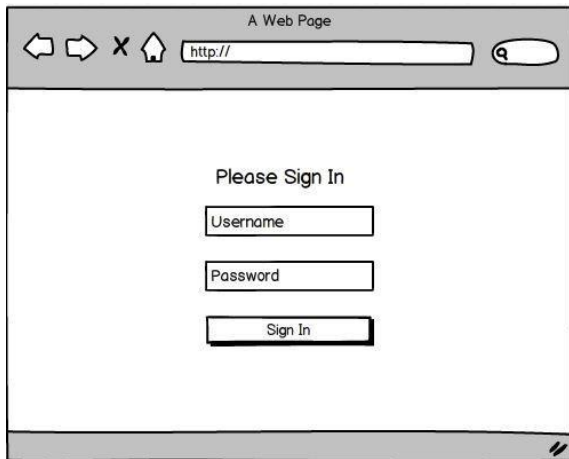 A Web Page
http://
Please Sign In
Username
Password
Sign In